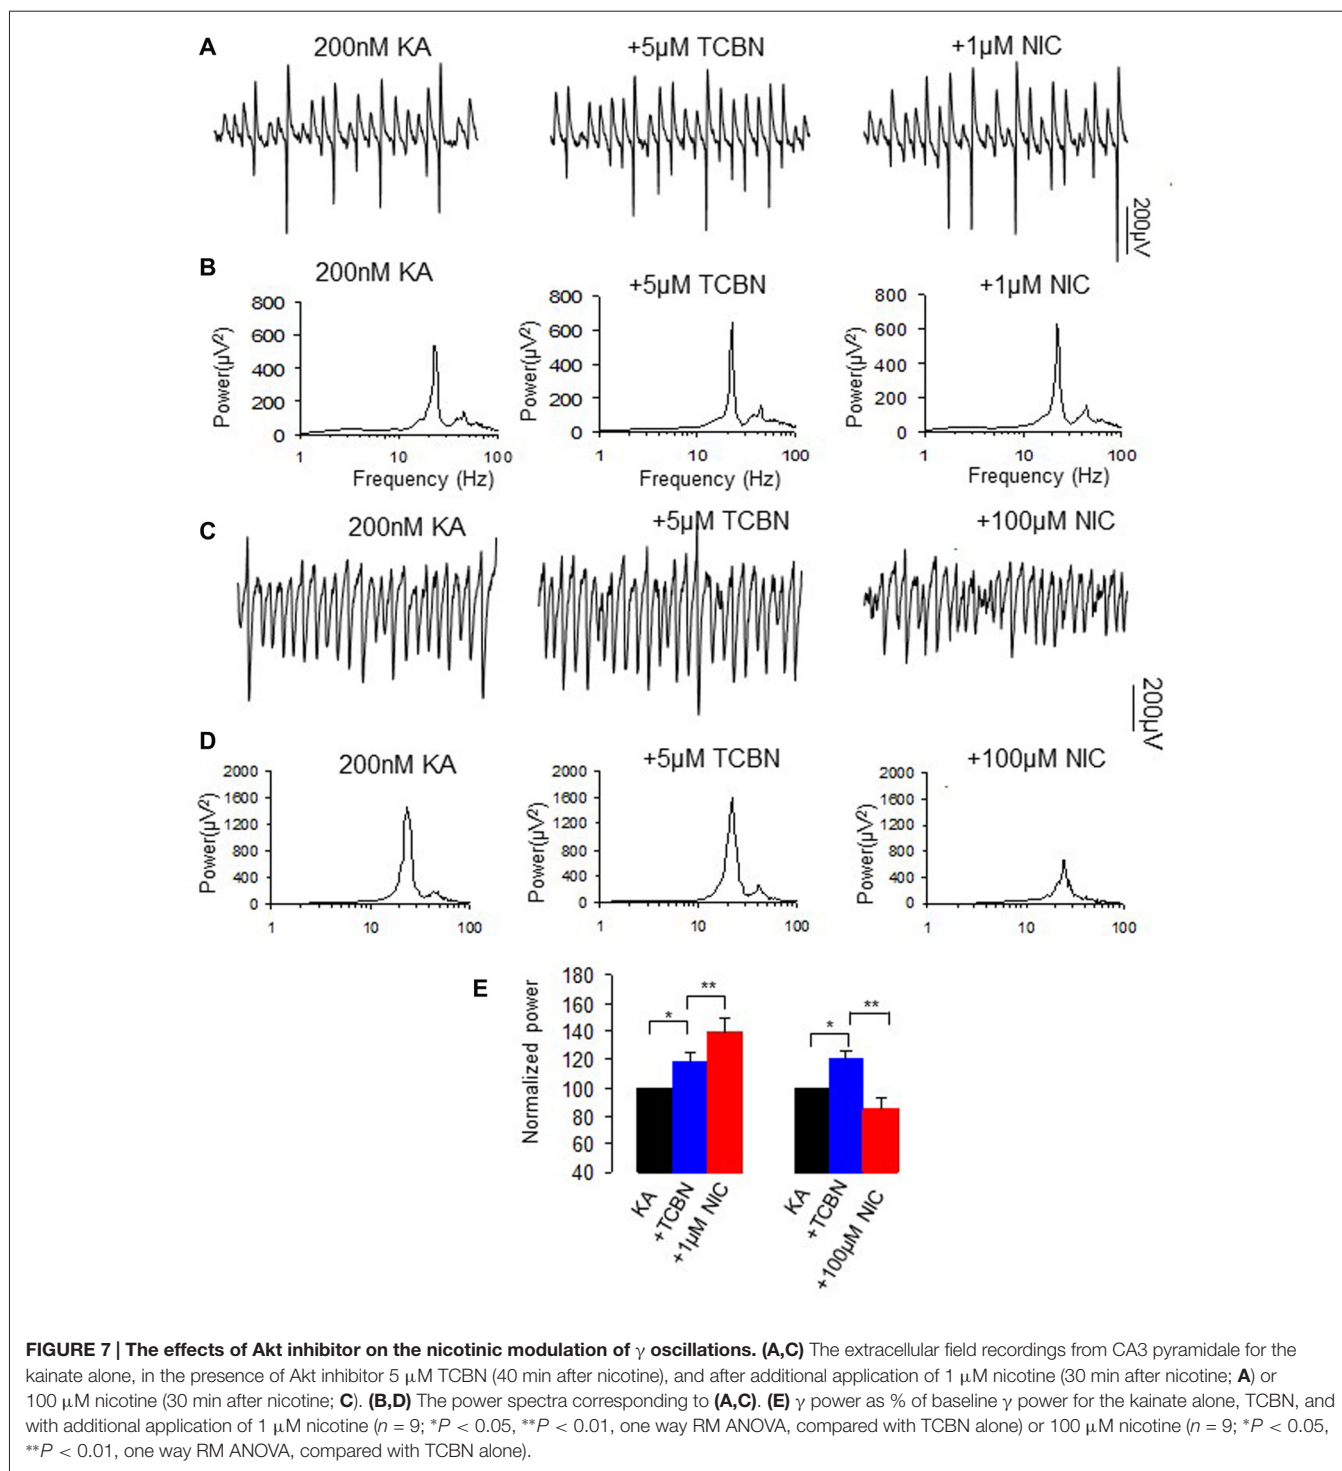 A
200nM KA
+5µM TCBN
+1µM NIC
200µV
B
200nM KA
+5µM TCBN
+1µM NIC
Power(µV²)
800
600
400
200
0
1
10
100
Frequency (Hz)
Power(µV²)
800
600
400
200
0
1
10
100
Power(µV²)
800
600
400
200
0
1
10
100
Frequency (Hz)
C
200nM KA
+5µM TCBN
+100µM NIC
200µV
D
200nM KA
+5µM TCBN
+100µM NIC
Power(µV²)
2000
1600
1200
800
400
0
1
10
100
Power(µV²)
2000
1600
1200
800
400
0
1
10
100
Power(µV²)
2000
1600
1200
800
400
0
1
10
100
E
Normalized power
180
160
140
120
100
80
60
40
*
**
*
**
KA
+TCBN
+1µM NIC
KA
+TCBN
+100µM NIC
FIGURE 7 | The effects of Akt inhibitor on the nicotinic modulation of γ oscillations. (A,C) The extracellular field recordings from CA3 pyramidale for the
kainate alone, in the presence of Akt inhibitor 5 µM TCBN (40 min after nicotine), and after additional application of 1 µM nicotine (30 min after nicotine; A) or
100 µM nicotine (30 min after nicotine; C). (B,D) The power spectra corresponding to (A,C). (E) γ power as % of baseline γ power for the kainate alone, TCBN, and
with additional application of 1 µM nicotine (n = 9; *P < 0.05, **P < 0.01, one way RM ANOVA, compared with TCBN alone) or 100 µM nicotine (n = 9; *P < 0.05,
**P < 0.01, one way RM ANOVA, compared with TCBN alone).